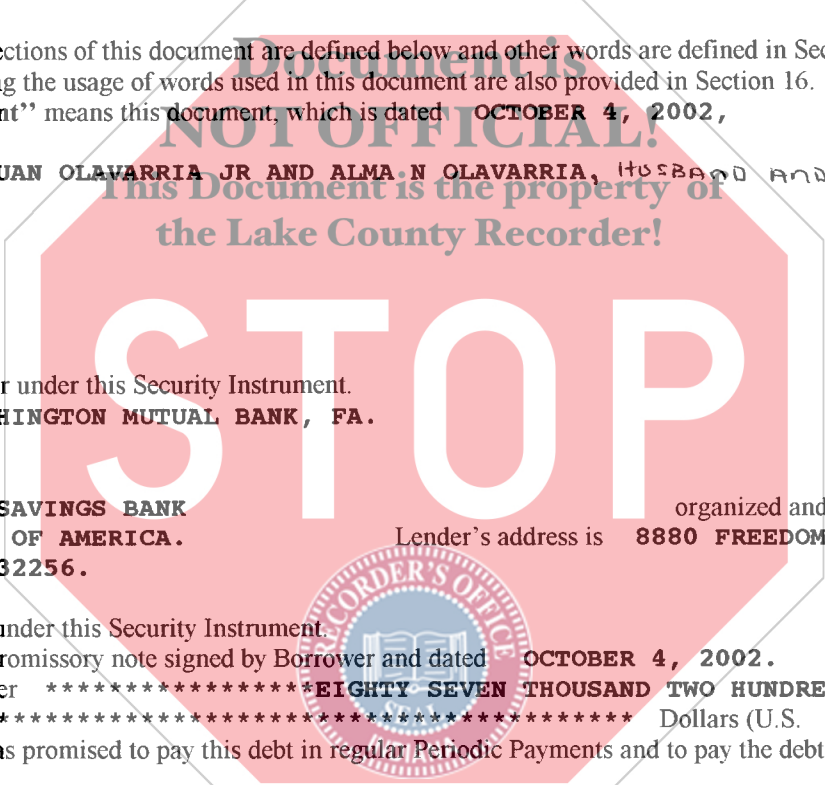 ections of this document are defined below and other words are defined in Sec
g the usage of words used in this document are also provided in Section 16.
nt” means this document, which is dated OCTOBER 4, 2002,
UAN OLAVARRIA JR AND ALMA N OLAVARRIA, HUSBAND AND
Document is
NOT OFFICIAL!
This Document is the property of
the Lake County Recorder!
STOP
r under this Security Instrument.
HINGTON MUTUAL BANK, FA.
SAVINGS BANK organized and
OF AMERICA. Lender’s address is 8880 FREEDOM
32256.
under this Security Instrument.
romissory note signed by Borrower and dated OCTOBER 4, 2002.
er *****************EIGHTY SEVEN THOUSAND TWO HUNDRE
**************************************** Dollars (U.S.
as promised to pay this debt in regular Periodic Payments and to pay the debt
RECORDER'S OFFICE
SEAL